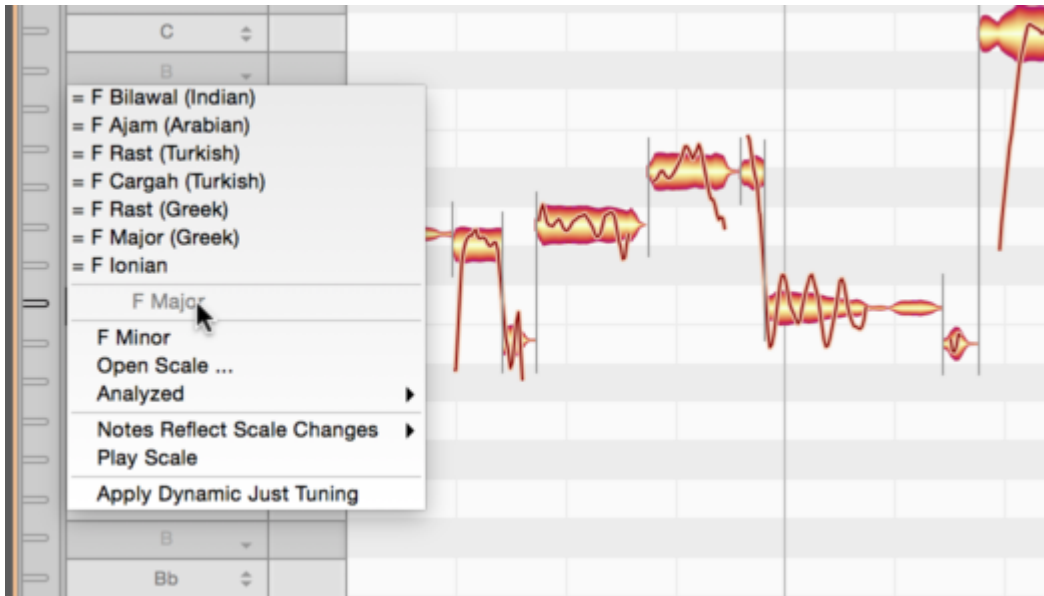 C
B
= F Bilawal (Indian)
= F Ajam (Arabian)
= F Rast (Turkish)
= F Cargah (Turkish)
= F Rast (Greek)
= F Major (Greek)
= F Ionian
F Major
F Minor
Open Scale ...
Analyzed
Notes Reflect Scale Changes
Play Scale
Apply Dynamic Just Tuning
B
Bb